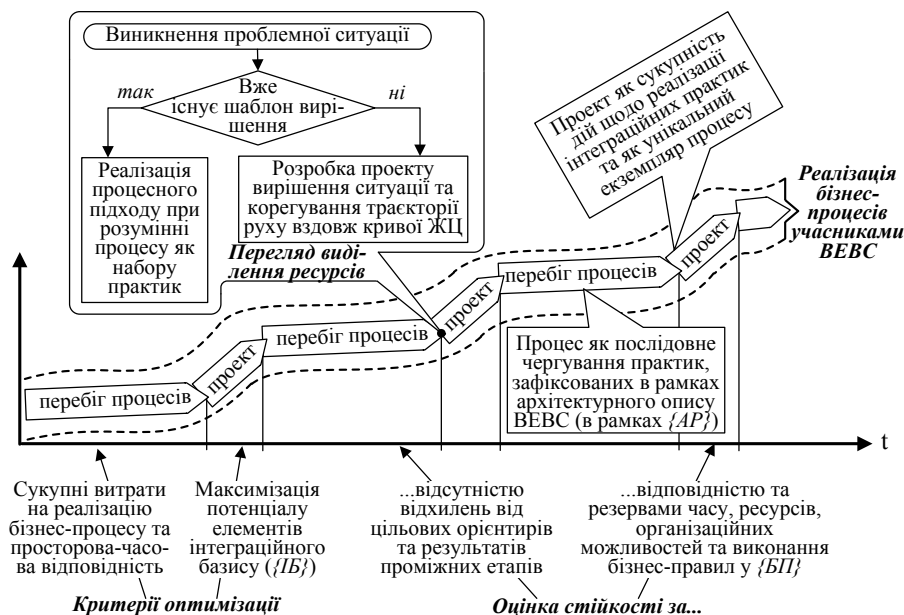 Виникнення проблемної ситуації
так
Вже
існує шаблон вирі-
шення
ні
Реалізація
процесного
підходу при
розумінні
процесу як
набору
практик
Розробка проекту
вирішення ситуації та
корегування траєкторії
руху вздовж кривої ЖЦ
Перегляд виді-
лення ресурсів
Проект як сукупність
дій щодо реалізації
інтеграційних практик
та як унікальний
екземпляр процесу
Реалізація
бізнес-
процесів
учасниками
ВЕВС
перебіг процесів
проект
перебіг процесів
проект
перебіг процесів
проект
Процес як послідовне
чергування практик,
зафіксованих в рамках
архітектурного опису
ВЕВС (в рамках {АР})
t
Сукупні витрати
на реалізацію
бізнес-процесу та
просторова-часо-
ва відповідність
Максимізація
потенціалу
елементів
інтеграційного
базису ({ІБ})
...відсутністю
відхилень від
цільових орієнтирів
та результатів
проміжних етапів
...відповідністю та
резервами часу, ресурсів,
організаційних
можливостей та виконання
бізнес-правил у {БП}
Критерії оптимізації
Оцінка стійкості за...